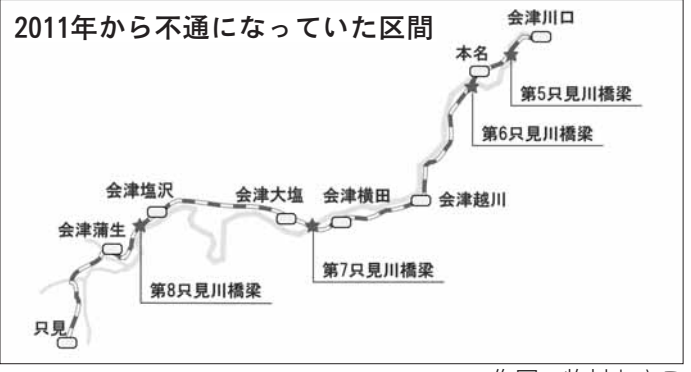 2011年から不通になっていた区間
会津川口
本名
第5只見川橋梁
第6只見川橋梁
会津塩沢
会津大塩
会津横田
会津越川
会津蒲生
第7只見川橋梁
第8只見川橋梁
只見